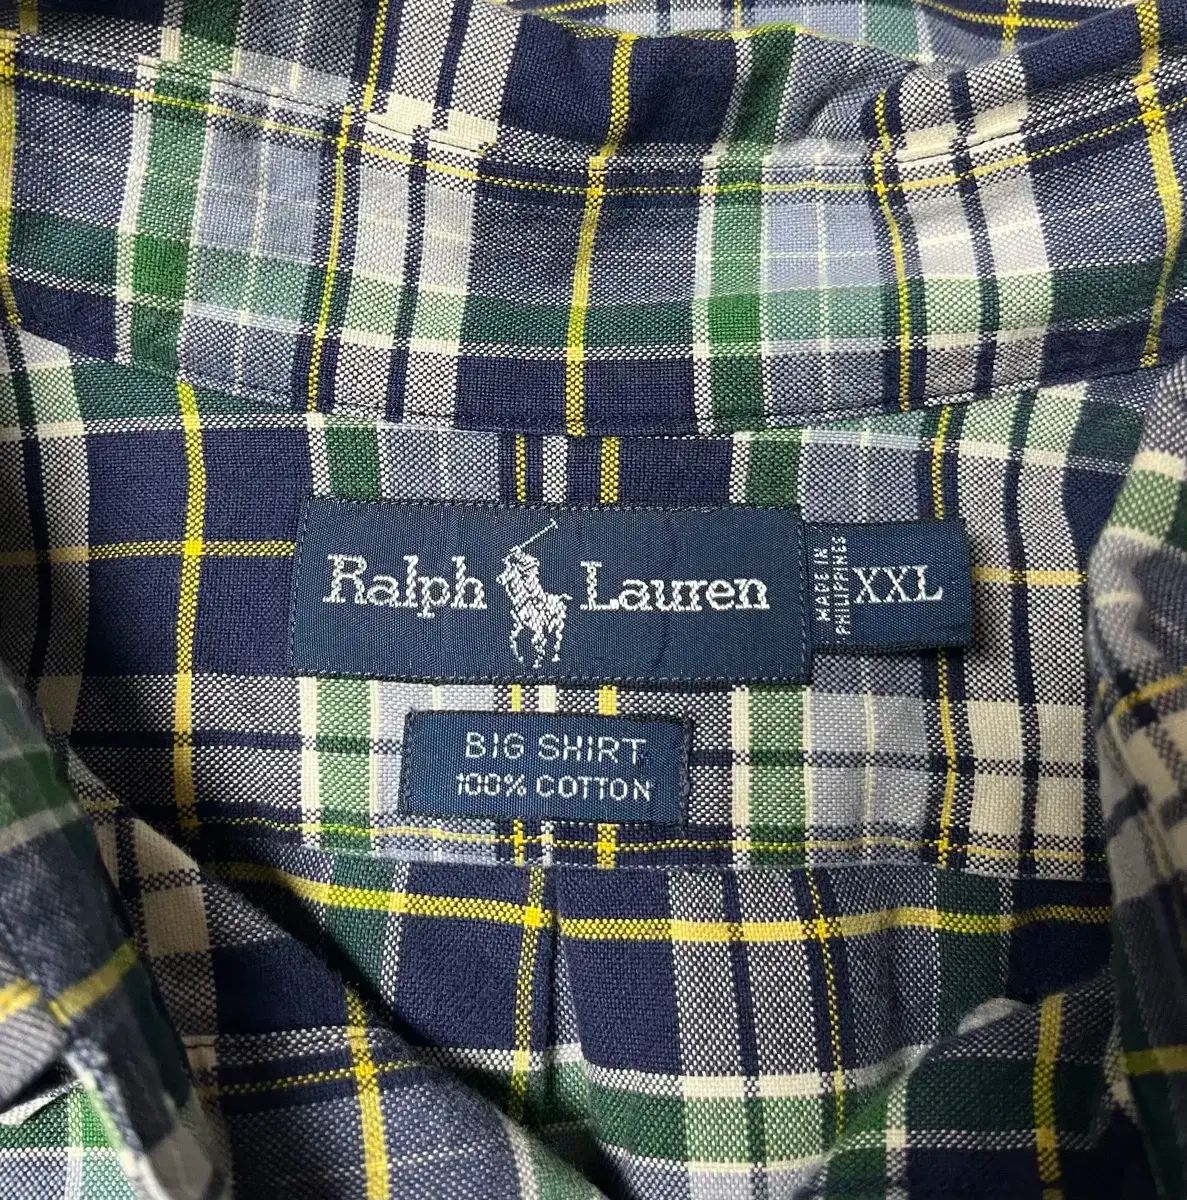 Ralph Lauren
MADE IN
PHILIPPINES
XXL
BIG SHIRT
100% COTTON